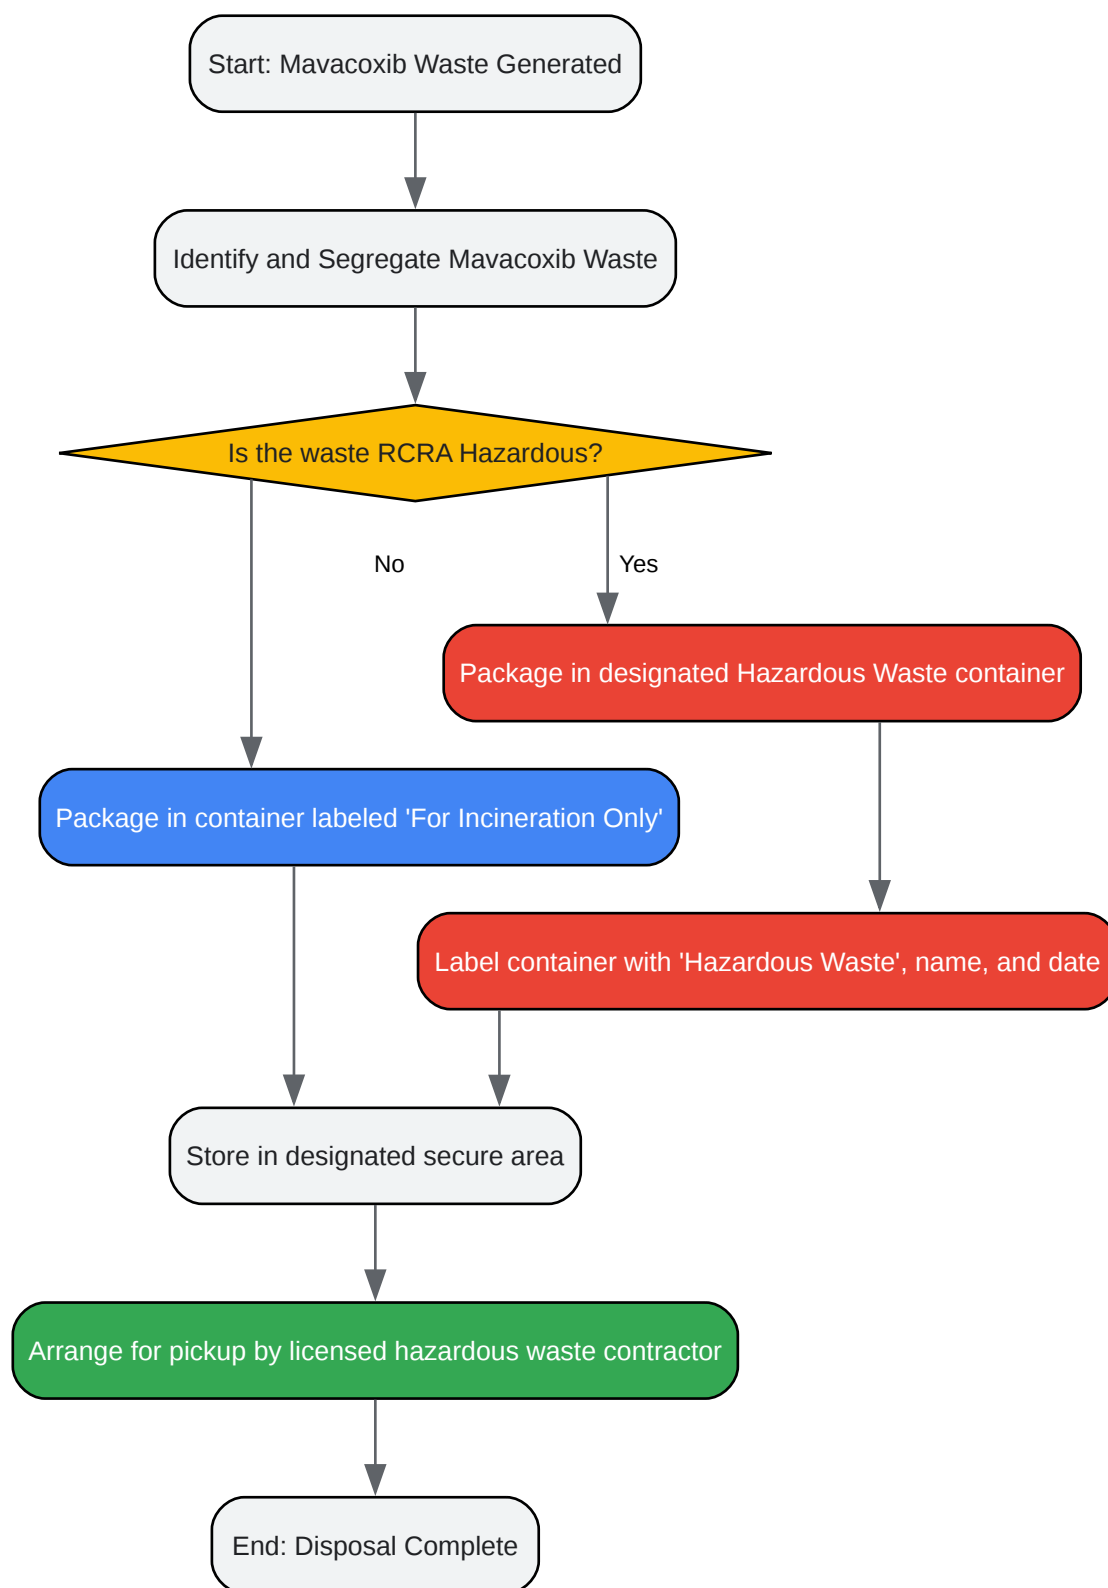 Start: Mavacoxib Waste Generated
Identify and Segregate Mavacoxib Waste
Is the waste RCRA Hazardous?
No
Yes
Package in designated Hazardous Waste container
Package in container labeled 'For Incineration Only'
Label container with 'Hazardous Waste', name, and date
Store in designated secure area
Arrange for pickup by licensed hazardous waste contractor
End: Disposal Complete